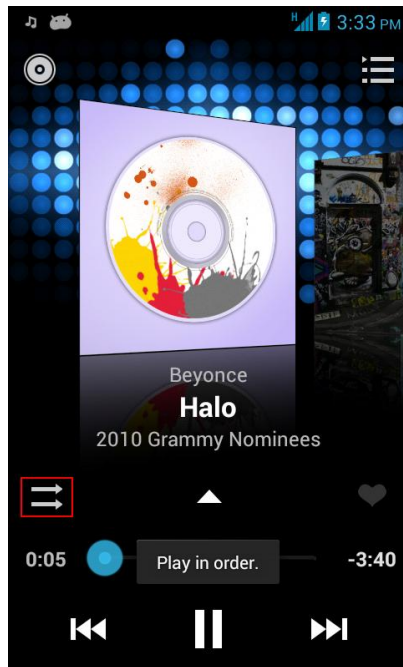 H 3:33 PM
Beyonce
Halo
2010 Grammy Nominees
0:05 Play in order. -3:40